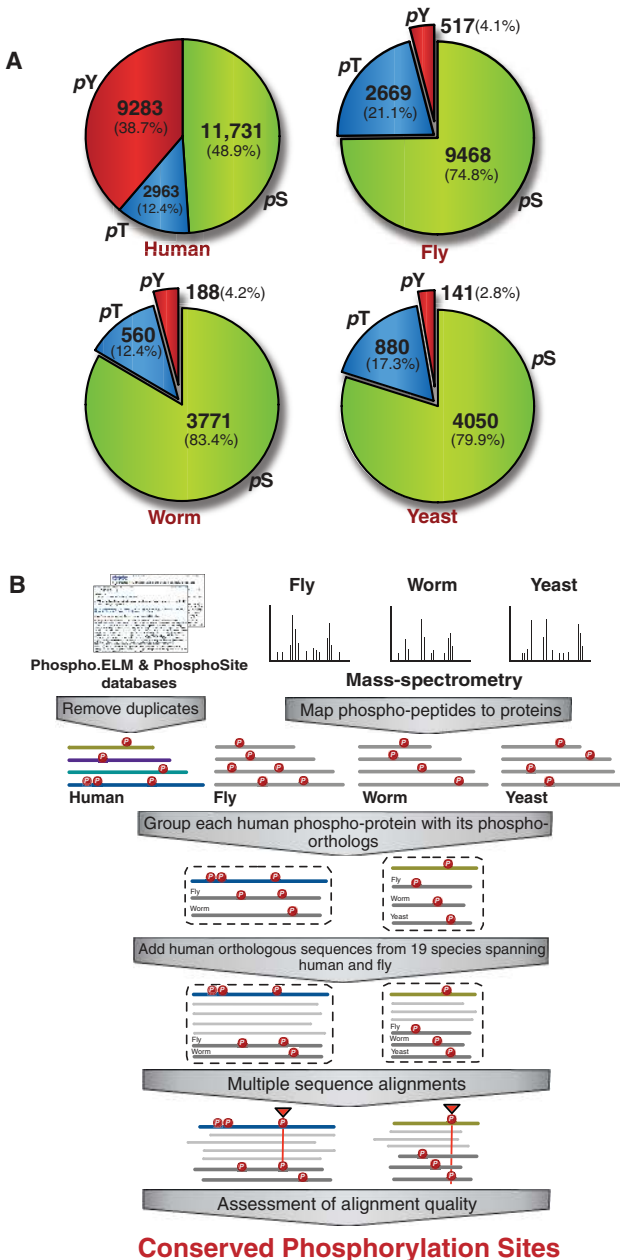 A
pY
9283
(38.7%)
11,731
(48.9%)
2963
(12.4%)
pT
pS
Human
pY
517(4.1%)
pT
2669
(21.1%)
9468
(74.8%)
pS
Fly
pY
188(4.2%)
pT
560
(12.4%)
3771
(83.4%)
pS
Worm
pY
141(2.8%)
pT
880
(17.3%)
4050
(79.9%)
pS
Yeast
B
Fly
Worm
Yeast
Phospho.ELM & PhosphoSite
databases
Mass-spectrometry
Remove duplicates
Map phospho-peptides to proteins
P P P P
P P P P
P P P P
P P P P P P P
Human
Fly
Worm
Yeast
Group each human phospho-protein with its phospho-
orthologs
P P P
Fly P P
Worm P
P
Fly P
Worm P
Yeast P
Add human orthologous sequences from 19 species spanning
human and fly
P P P
Fly P P
Worm P
P
Fly P
Worm P
Yeast P
Multiple sequence alignments
P P P
P P
P
P
P
P
P
Assessment of alignment quality
Conserved Phosphorylation Sites